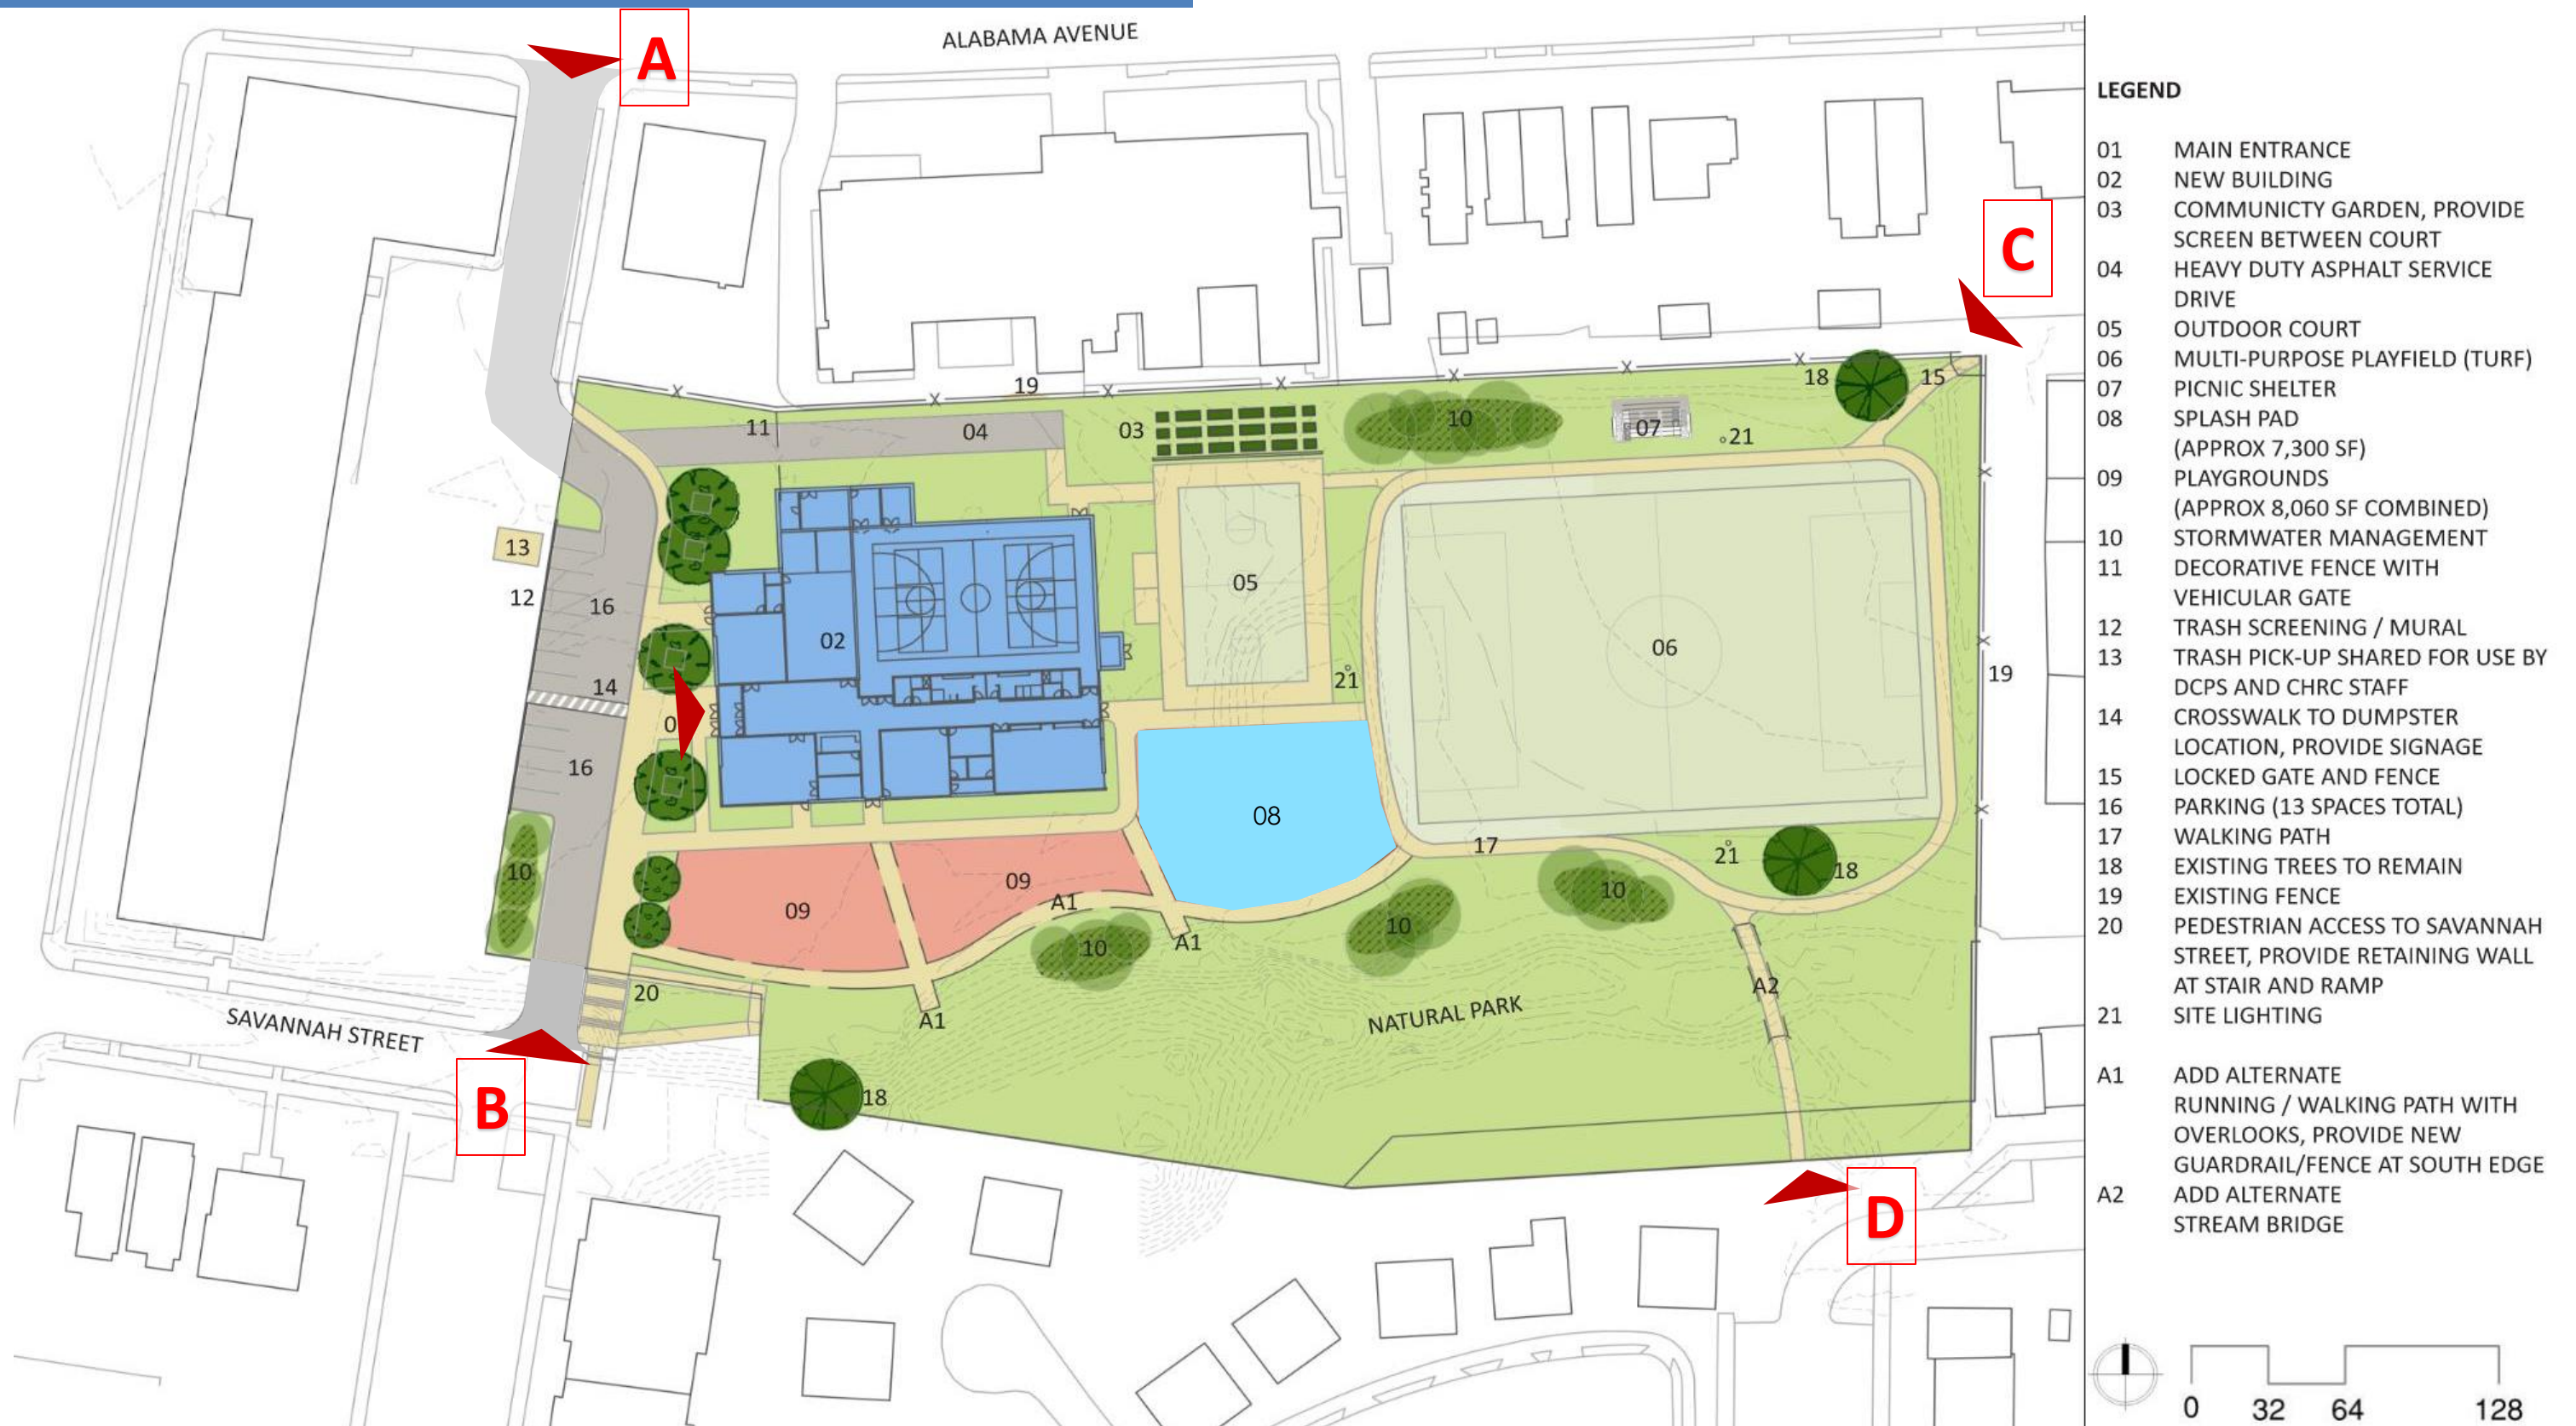 ALABAMA AVENUE
A
C
19
18
15
11
04
03
10
07
21
13
12
16
02
05
06
14
0
21
19
16
08
17
21
18
10
09
09
A1
10
10
10
A1
A1
A2
20
NATURAL PARK
SAVANNAH STREET
B
18
D
LEGEND
01 MAIN ENTRANCE
02 NEW BUILDING
03 COMMUNICTY GARDEN, PROVIDE
SCREEN BETWEEN COURT
04 HEAVY DUTY ASPHALT SERVICE
DRIVE
05 OUTDOOR COURT
06 MULTI-PURPOSE PLAYFIELD (TURF)
07 PICNIC SHELTER
08 SPLASH PAD
(APPROX 7,300 SF)
09 PLAYGROUNDS
(APPROX 8,060 SF COMBINED)
10 STORMWATER MANAGEMENT
11 DECORATIVE FENCE WITH
VEHICULAR GATE
12 TRASH SCREENING / MURAL
13 TRASH PICK-UP SHARED FOR USE BY
DCPS AND CHRC STAFF
14 CROSSWALK TO DUMPSTER
LOCATION, PROVIDE SIGNAGE
15 LOCKED GATE AND FENCE
16 PARKING (13 SPACES TOTAL)
17 WALKING PATH
18 EXISTING TREES TO REMAIN
19 EXISTING FENCE
20 PEDESTRIAN ACCESS TO SAVANNAH
STREET, PROVIDE RETAINING WALL
AT STAIR AND RAMP
21 SITE LIGHTING
A1 ADD ALTERNATE
RUNNING / WALKING PATH WITH
OVERLOOKS, PROVIDE NEW
GUARDRAIL/FENCE AT SOUTH EDGE
A2 ADD ALTERNATE
STREAM BRIDGE
0 32 64 128